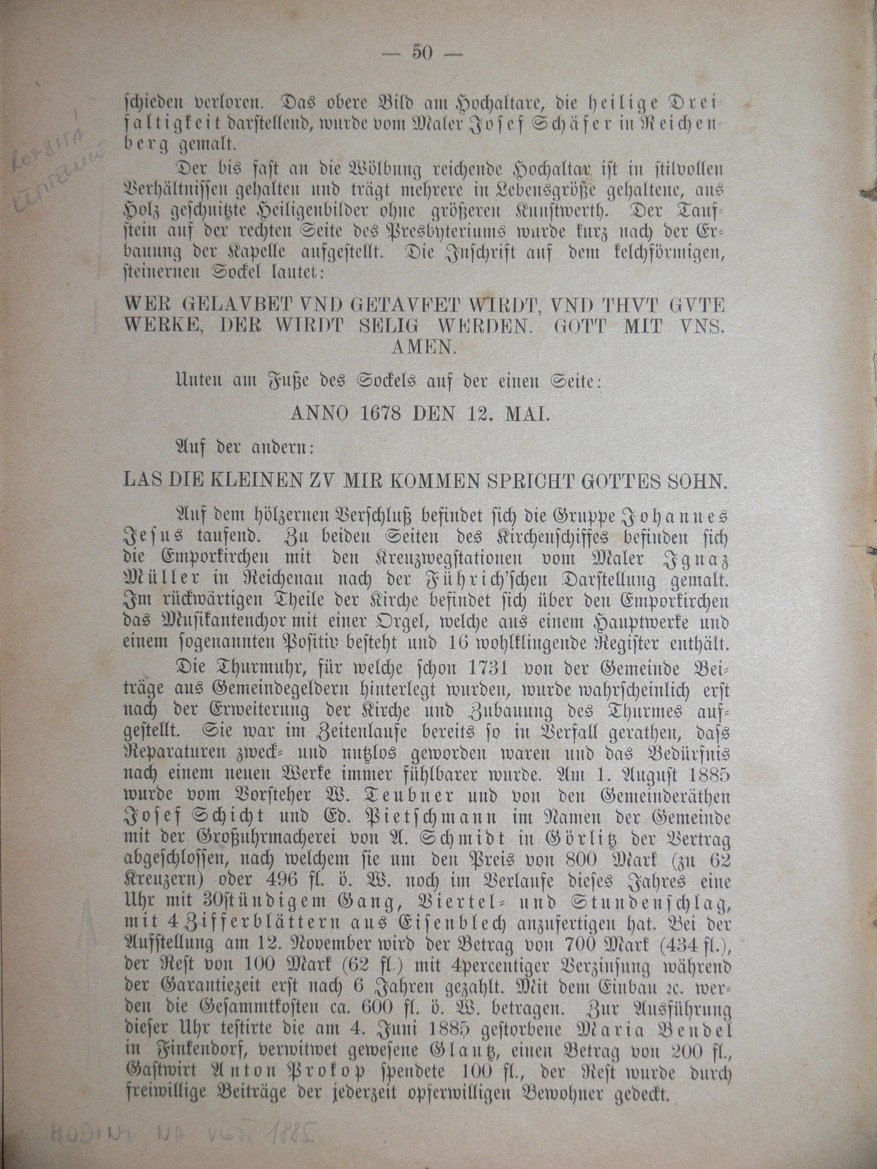 — 50 —
schieden verloren. Das obere Bild am Hochaltare, die heilige Drei-
faltigkeit darstellend, wurde vom Maler Josef Schäfer in Reichen-
berg gemalt.
Der bis fast an die Wölbung reichende Hochaltar ist in stilvollen
Verhältnissen gehalten und trägt mehrere in Lebensgröße gehaltene, aus
Holz geschnitzte Heiligenbilder ohne größeren Kunstwerth. Der Tauf-
stein auf der rechten Seite des Presbyteriums wurde kurz nach der Er-
bauung der Kapelle aufgestellt. Die Inschrift auf dem kelchförmigen,
steinernen Sockel lautet:
WER GELAVBET VND GETAVFET WIRDT, VND THVT GVTE
WERKE, DER WIRDT SELIG WERDEN. GOTT MIT VNS.
AMEN.
Unten am Fuße des Sockels auf der einen Seite:
ANNO 1678 DEN 12. MAI.
Auf der andern:
LAS DIE KLEINEN ZV MIR KOMMEN SPRICHT GOTTES SOHN.
Auf dem hölzernen Verschluß befindet sich die Gruppe Johannes
Jesus taufend. Zu beiden Seiten des Kirchenschiffes befinden sich
die Emporkirchen mit den Kreuzwegstationen vom Maler Ignaz
Müller in Reichenau nach der Führich'schen Darstellung gemalt.
Im rückwärtigen Theile der Kirche befindet sich über den Emporkirchen
das Musikantenchor mit einer Orgel, welche aus einem Hauptwerke und
einem sogenannten Positiv besteht und 16 wohlklingende Register enthält.
Die Thurmuhr, für welche schon 1731 von der Gemeinde Bei-
träge aus Gemeindegeldern hinterlegt wurden, wurde wahrscheinlich erst
nach der Erweiterung der Kirche und Zubauung des Thurmes auf-
gestellt. Sie war im Zeitenlaufe bereits so in Verfall gerathen, dass
Reparaturen zweck- und nutzlos geworden waren und das Bedürfnis
nach einem neuen Werke immer fühlbarer wurde. Am 1. August 1885
wurde vom Vorsteher W. Teubner und von den Gemeinderäthen
Josef Schicht und Ed. Pietschmann im Namen der Gemeinde
mit der Großuhrmacherei von A. Schmidt in Görlitz der Vertrag
abgeschlossen, nach welchem sie um den Preis von 800 Mark (zu 62
Kreuzern) oder 496 fl. ö. W. noch im Verlaufe dieses Jahres eine
Uhr mit 30stündigem Gang, Viertel- und Stundenschlag,
mit 4 Zifferblättern aus Eisenblech anzufertigen hat. Bei der
Aufstellung am 12. November wird der Betrag von 700 Mark (434 fl.),
der Rest von 100 Mark (62 fl.) mit 4percentiger Verzinsung während
der Garantiezeit erst nach 6 Jahren gezahlt. Mit dem Einbau ꝛc. wer-
den die Gesammtkosten ca. 600 fl. ö. W. betragen. Zur Ausführung
dieser Uhr testirte die am 4. Juni 1885 gestorbene Maria Bendel
in Finkendorf, verwitwet gewesene Glautz, einen Betrag von 200 fl.,
Gastwirt Anton Prokop spendete 100 fl., der Rest wurde durch
freiwillige Beiträge der jederzeit opferwilligen Bewohner gedeckt.
HODINY NA 1885